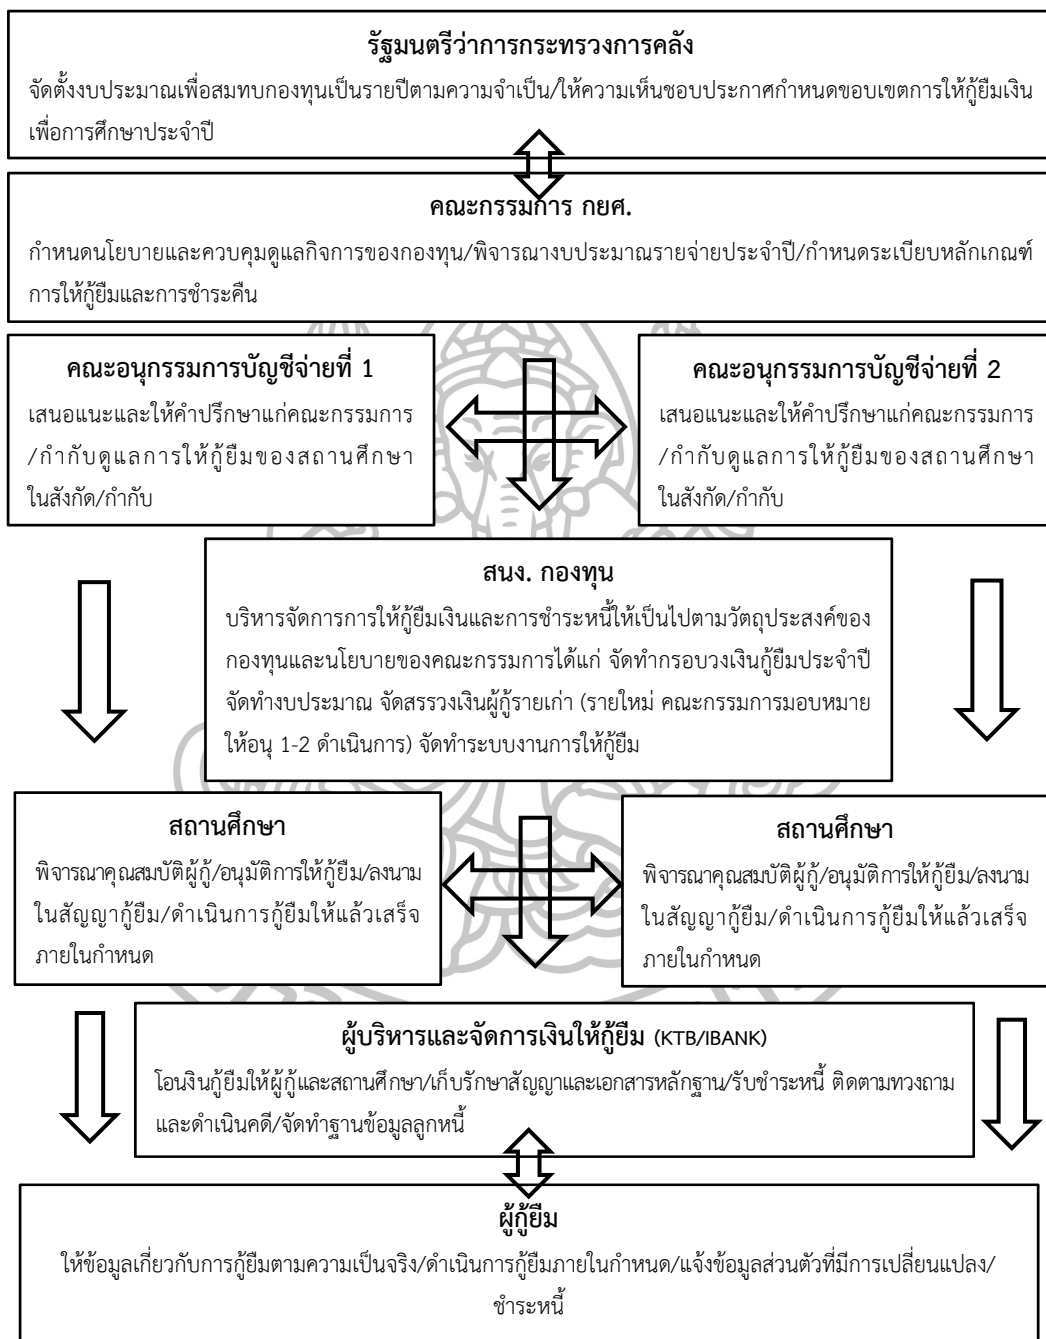 รัฐมนตรีว่าการกระทรวงการคลัง
จัดตั้งงบประมาณเพื่อสมทบกองทุนเป็นรายปีตามความจำเป็น/ให้ความเห็นชอบประกาศกำหนดขอบเขตการให้กู้ยืมเงิน
เพื่อการศึกษาประจำปี
คณะกรรมการ กยศ.
กำหนดนโยบายและควบคุมดูแลกิจการของกองทุน/พิจารณางบประมาณรายจ่ายประจำปี/กำหนดระเบียบหลักเกณฑ์
การให้กู้ยืมและการชำระคืน
คณะอนุกรรมการบัญชีจ่ายที่ 1
เสนอแนะและให้คำปรึกษาแก่คณะกรรมการ
/กำกับดูแลการให้กู้ยืมของสถานศึกษา
ในสังกัด/กำกับ
คณะอนุกรรมการบัญชีจ่ายที่ 2
เสนอแนะและให้คำปรึกษาแก่คณะกรรมการ
/กำกับดูแลการให้กู้ยืมของสถานศึกษา
ในสังกัด/กำกับ
สนง. กองทุน
บริหารจัดการการให้กู้ยืมเงินและการชำระหนี้ให้เป็นไปตามวัตถุประสงค์ของ
กองทุนและนโยบายของคณะกรรมการได้แก่ จัดทำกรอบวงเงินกู้ยืมประจำปี
จัดทำงบประมาณ จัดสรรวงเงินผู้กู้รายเก่า (รายใหม่ คณะกรรมการมอบหมาย
ให้อนุ 1-2 ดำเนินการ) จัดทำระบบงานการให้กู้ยืม
สถานศึกษา
พิจารณาคุณสมบัติผู้กู้/อนุมัติการให้กู้ยืม/ลงนาม
ในสัญญากู้ยืม/ดำเนินการกู้ยืมให้แล้วเสร็จ
ภายในกำหนด
สถานศึกษา
พิจารณาคุณสมบัติผู้กู้/อนุมัติการให้กู้ยืม/ลงนาม
ในสัญญากู้ยืม/ดำเนินการกู้ยืมให้แล้วเสร็จ
ภายในกำหนด
ผู้บริหารและจัดการเงินให้กู้ยืม (KTB/IBANK)
โอนงินกู้ยืมให้ผู้กู้และสถานศึกษา/เก็บรักษาสัญญาและเอกสารหลักฐาน/รับชำระหนี้ ติดตามทวงถาม
และดำเนินคดี/จัดทำฐานข้อมูลลูกหนี้
ผู้กู้ยืม
ให้ข้อมูลเกี่ยวกับการกู้ยืมตามความเป็นจริง/ดำเนินการกู้ยืมภายในกำหนด/แจ้งข้อมูลส่วนตัวที่มีการเปลี่ยนแปลง/
ชำระหนี้